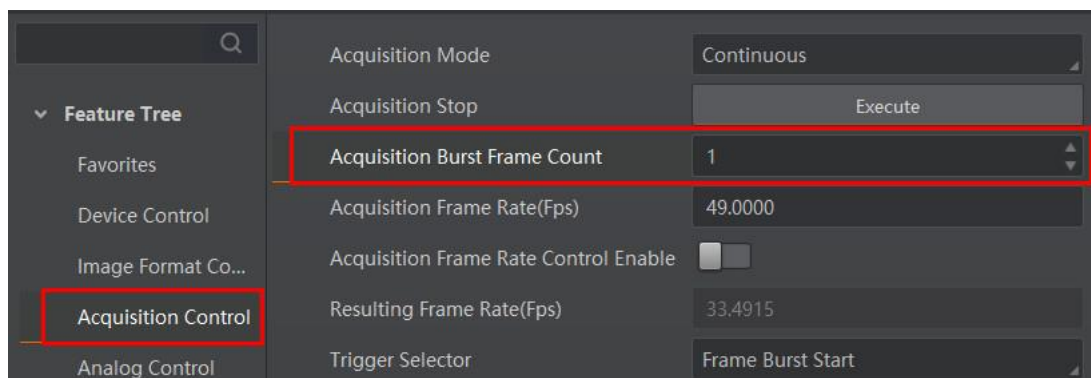 Feature Tree
Favorites
Device Control
Image Format Co...
Acquisition Control
Analog Control
Acquisition Mode Continuous
Acquisition Stop Execute
Acquisition Burst Frame Count 1
Acquisition Frame Rate(Fps) 49.0000
Acquisition Frame Rate Control Enable
Resulting Frame Rate(Fps) 33.4915
Trigger Selector Frame Burst Start